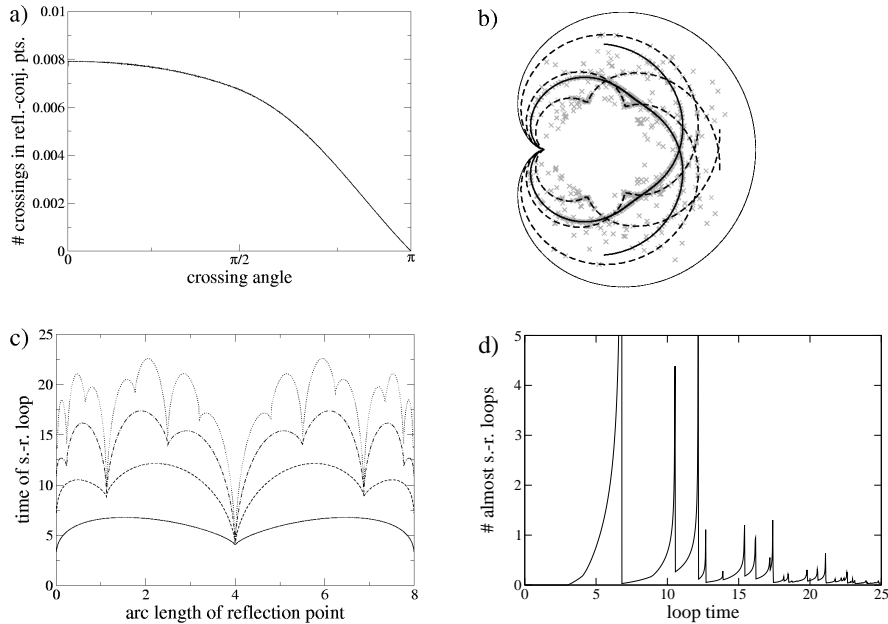 a)
# crossings in refl.-conj. pts.
0.01
0.008
0.006
0.004
0.002
0
0
π/2
π
crossing angle
b)
c)
time of s.-r. loop
25
20
15
10
5
0
0
2
4
6
8
arc length of reflection point
d)
# almost s.-r. loops
5
4
3
2
1
0
0
5
10
15
20
25
loop time